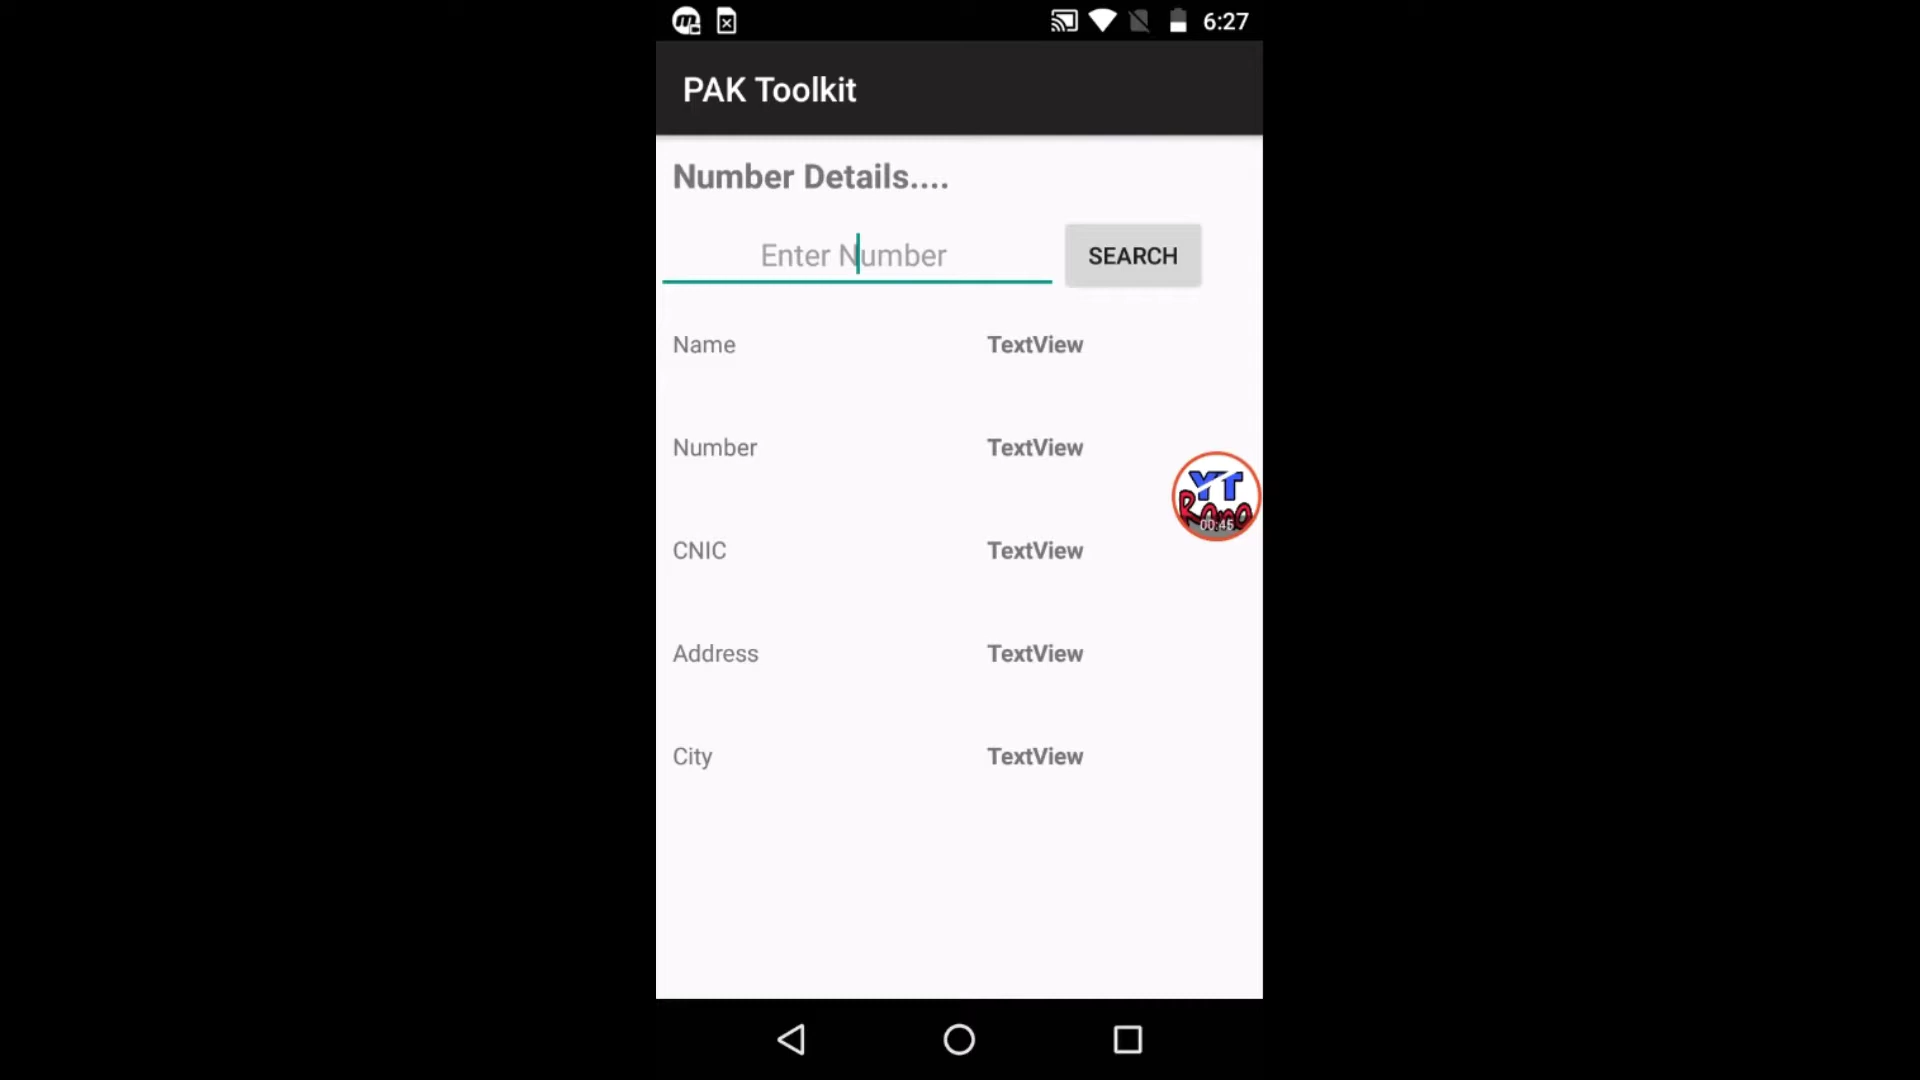 6:27
PAK Toolkit
Number Details....
Enter Number
SEARCH
Name TextView
Number TextView
YT
Rana
00:45
CNIC TextView
Address TextView
City TextView